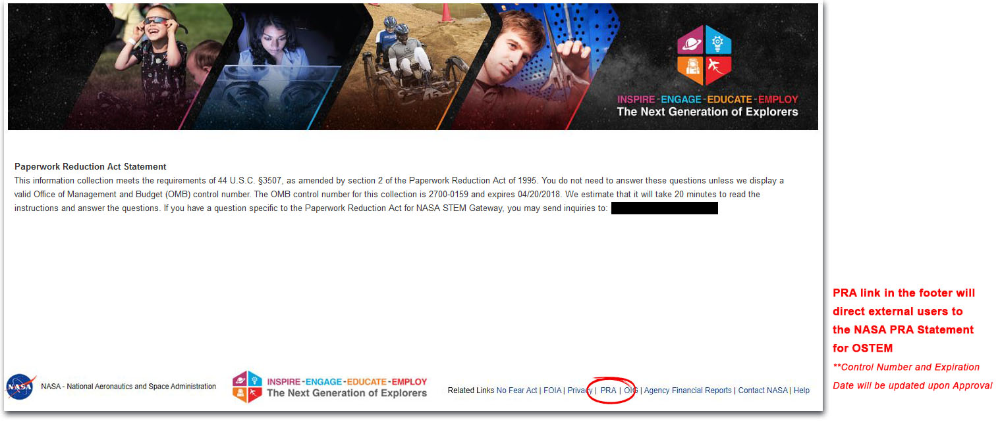 INSPIRE - ENGAGE - EDUCATE - EMPLOY
The Next Generation of Explorers
Paperwork Reduction Act Statement
This information collection meets the requirements of 44 U.S.C. §3507, as amended by section 2 of the Paperwork Reduction Act of 1995. You do not need to answer these questions unless we display a
valid Office of Management and Budget (OMB) control number. The OMB control number for this collection is 2700-0159 and expires 04/20/2018. We estimate that it will take 20 minutes to read the
instructions and answer the questions. If you have a question specific to the Paperwork Reduction Act for NASA STEM Gateway, you may send inquiries to:
PRA link in the footer will
direct external users to
the NASA PRA Statement
for OSTEM
**Control Number and Expiration
Date will be updated upon Approval
NASA
NASA - National Aeronautics and Space Administration
INSPIRE - ENGAGE - EDUCATE - EMPLOY
The Next Generation of Explorers
Related Links No Fear Act | FOIA | Privacy | PRA | OIG | Agency Financial Reports | Contact NASA | Help